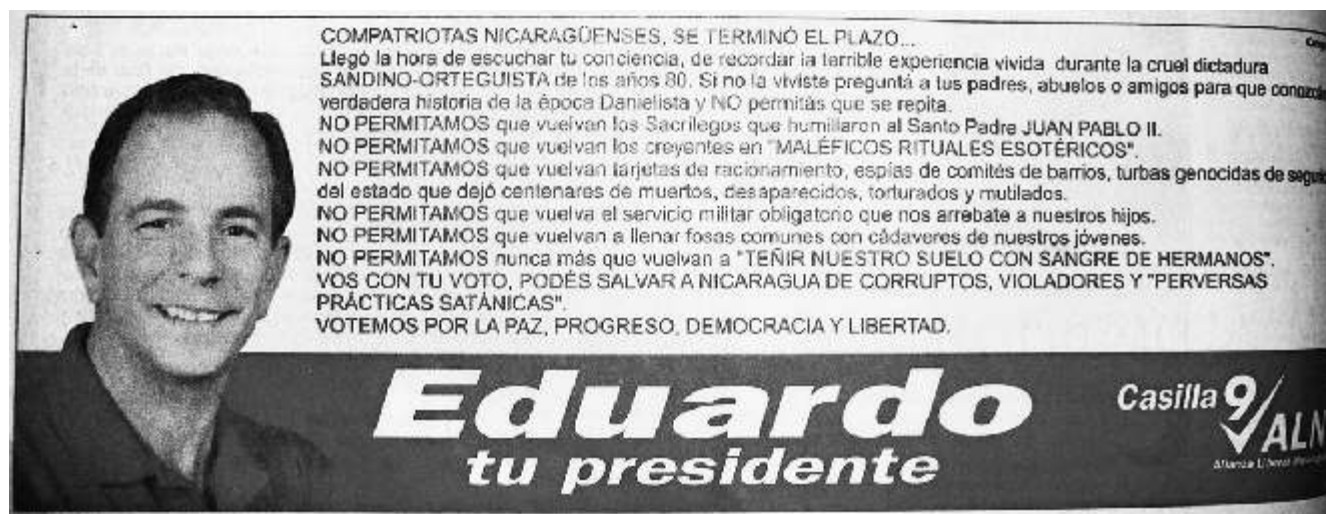 COMPATRIOTAS NICARAGÜENSES, SE TERMINÓ EL PLAZO...
Llegó la hora de escuchar tu conciencia, de recordar la terrible experiencia vivida durante la cruel dictadura
SANDINO-ORTEGUISTA de los años 80. Si no la viviste preguntá a tus padres, abuelos o amigos para que
verdadera historia de la época Danielista y NO permitás que se repita.
NO PERMITAMOS que vuelvan los Sacrílegos que humillaron al Santo Padre JUAN PABLO II.
NO PERMITAMOS que vuelvan los creyentes en "MALÉFICOS RITUALES ESOTÉRICOS".
NO PERMITAMOS que vuelvan tarjetas de racionamiento, espías de comités de barrios, turbas genocidas de
del estado que dejó centenares de muertos, desaparecidos, torturados y mutilados.
NO PERMITAMOS que vuelva el servicio militar obligatorio que nos arrebate a nuestros hijos.
NO PERMITAMOS que vuelvan a llenar fosas comunes con cádaveres de nuestros jóvenes.
NO PERMITAMOS nunca más que vuelvan a "TEÑIR NUESTRO SUELO CON SANGRE DE HERMANOS".
VOS CON TU VOTO, PODÉS SALVAR A NICARAGUA DE CORRUPTOS, VIOLADORES Y "PERVERSAS
PRÁCTICAS SATÁNICAS".
VOTEMOS POR LA PAZ, PROGRESO, DEMOCRACIA Y LIBERTAD.
Eduardo
tu presidente
Casilla 9
ALN
Alianza Liberal